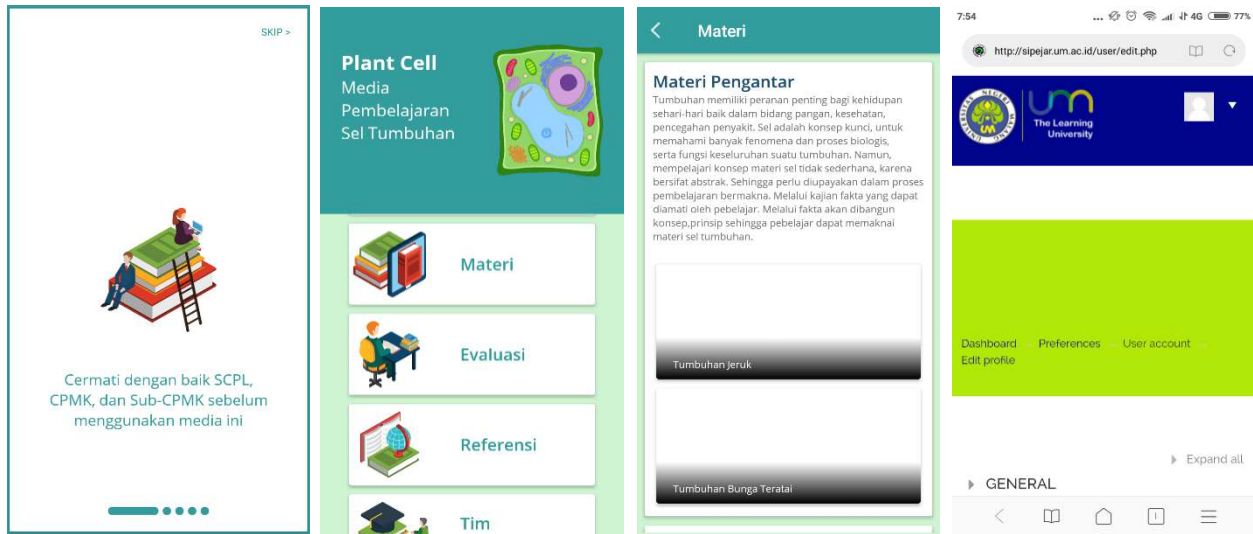 SKIP >
Cermati dengan baik SCPL,
CPMK, dan Sub-CPMK sebelum
menggunakan media ini
Plant Cell
Media
Pembelajaran
Sel Tumbuhan
Materi
Evaluasi
Referensi
Tim
Materi
Materi Pengantar
Tumbuhan memiliki peranan penting bagi kehidupan
sehari-hari baik dalam bidang pangan, kesehatan,
pencegahan penyakit. Sel adalah konsep kunci, untuk
memahami banyak fenomena dan proses biologis,
serta fungsi keseluruhan suatu tumbuhan. Namun,
mempelajari konsep materi sel tidak sederhana, karena
bersifat abstrak. Sehingga perlu diupayakan dalam proses
pembelajaran bermakna. Melalui kajian fakta yang dapat
diamati oleh pebelajar. Melalui fakta akan dibangun
konsep,prinsip sehingga pebelajar dapat memaknai
materi sel tumbuhan.
Tumbuhan Jeruk
Tumbuhan Bunga Teratai
7:54 ... 4G 77%
http://sipejar.um.ac.id/user/edit.php
UNIVERSITAS NEGERI MALANG
UM
um
The Learning
University
Dashboard Preferences User account
Edit profile
Expand all
GENERAL
1